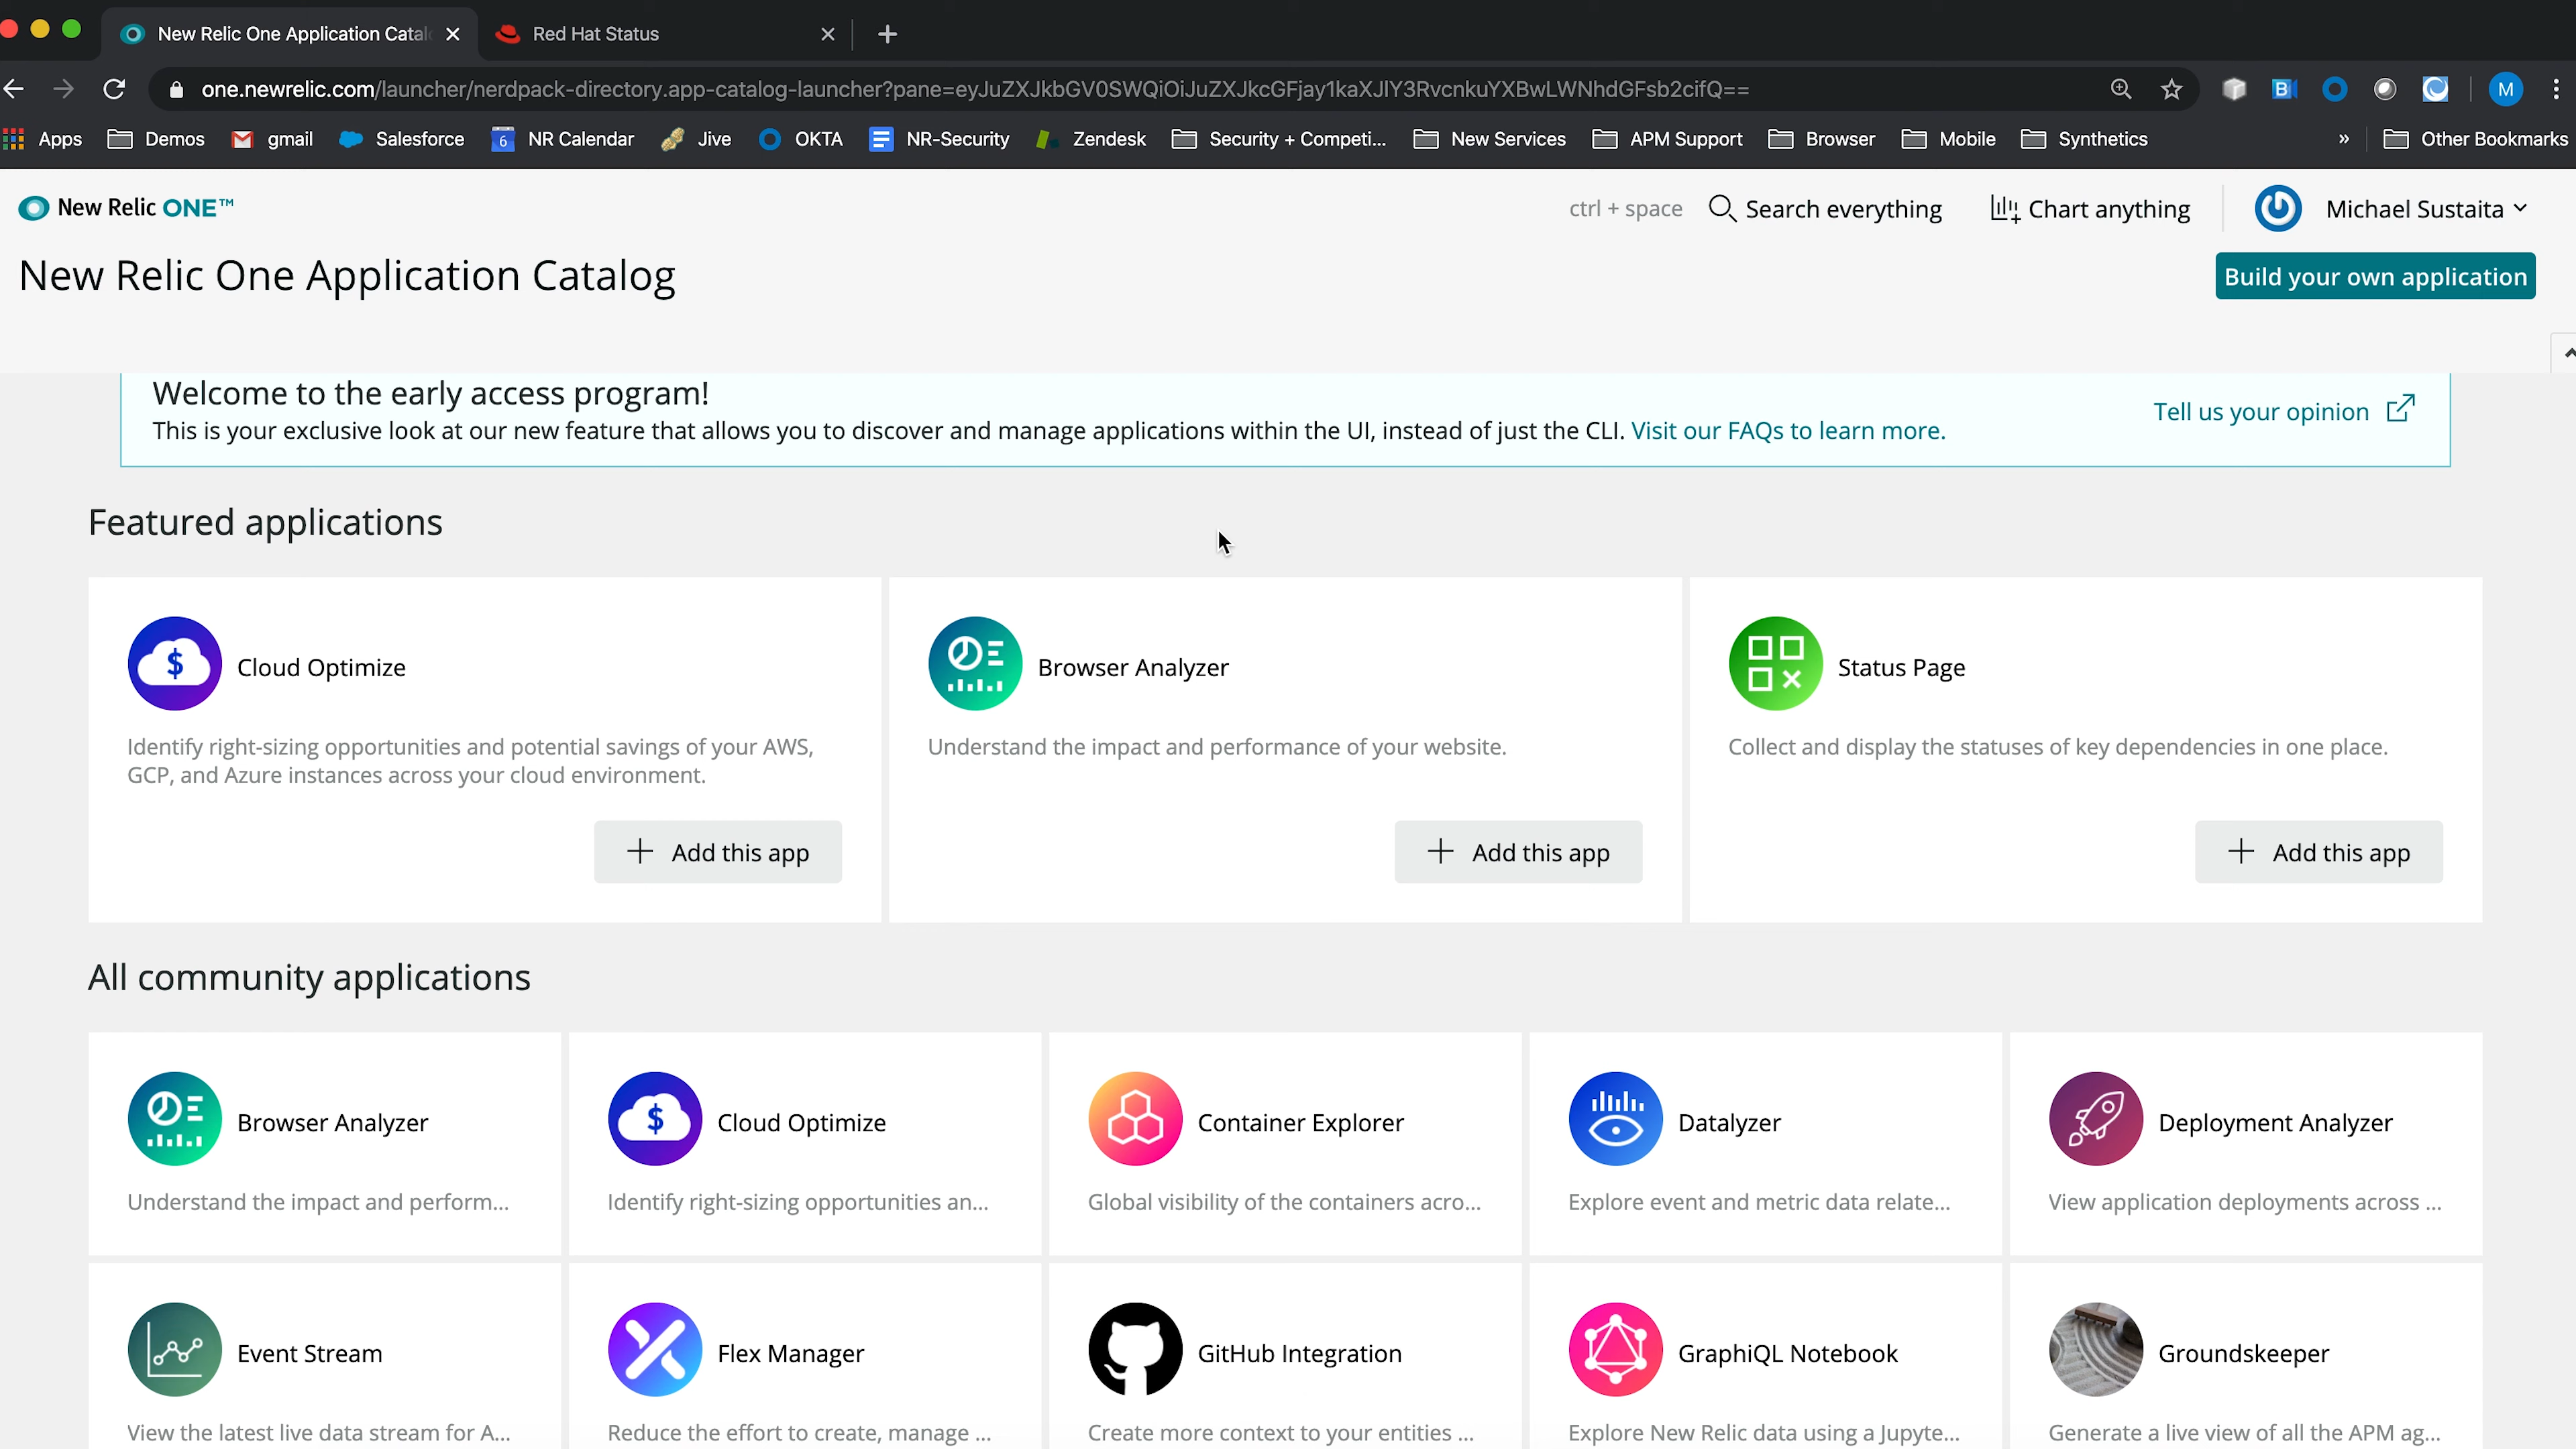 New Relic One Application Catal
Red Hat Status
one.newrelic.com/launcher/nerdpack-directory.app-catalog-launcher?pane=eyJuZXJkbGV0SWQiOiJuZXJkcGFjay1kaXJlY3RvcnkuYXBwLWNhdGFsb2cifQ==
M
Apps Demos gmail Salesforce 6 NR Calendar Jive OKTA NR-Security Zendesk Security + Competi... New Services APM Support Browser Mobile Synthetics » Other Bookmarks
New Relic ONE™
ctrl + space Search everything Chart anything Michael Sustaita
New Relic One Application Catalog
Build your own application
Welcome to the early access program!
This is your exclusive look at our new feature that allows you to discover and manage applications within the UI, instead of just the CLI. Visit our FAQs to learn more.
Tell us your opinion
Featured applications
Cloud Optimize
Identify right-sizing opportunities and potential savings of your AWS,
GCP, and Azure instances across your cloud environment.
Add this app
Browser Analyzer
Understand the impact and performance of your website.
Add this app
Status Page
Collect and display the statuses of key dependencies in one place.
Add this app
All community applications
Browser Analyzer
Understand the impact and perform...
Cloud Optimize
Identify right-sizing opportunities an...
Container Explorer
Global visibility of the containers acro...
Datalyzer
Explore event and metric data relate...
Deployment Analyzer
View application deployments across ...
Event Stream
View the latest live data stream for A...
Flex Manager
Reduce the effort to create, manage ...
GitHub Integration
Create more context to your entities ...
GraphiQL Notebook
Explore New Relic data using a Jupyte...
Groundskeeper
Generate a live view of all the APM ag...